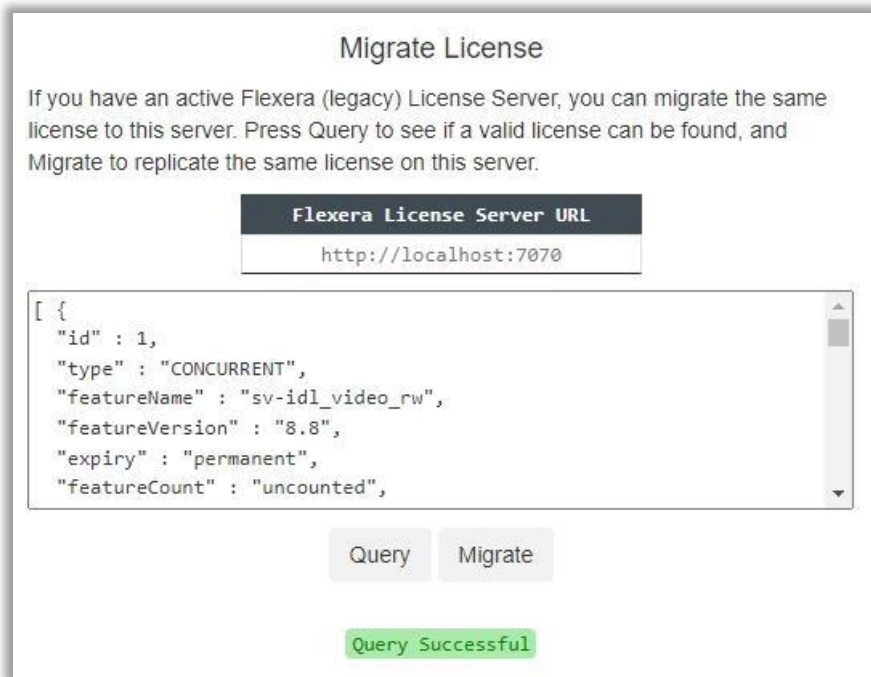 Migrate License
If you have an active Flexera (legacy) License Server, you can migrate the same
license to this server. Press Query to see if a valid license can be found, and
Migrate to replicate the same license on this server.
Flexera License Server URL
http://localhost:7070
[ {
"id" : 1,
"type" : "CONCURRENT",
"featureName" : "sv-idl_video_rw",
"featureVersion" : "8.8",
"expiry" : "permanent",
"featureCount" : "uncounted",
Query Migrate
Query Successful